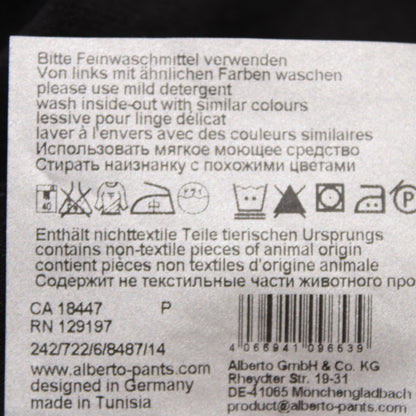 Bitte Feinwaschmittel verwenden
Von links mit ähnlichen Farben waschen
please use mild detergent
wash inside-out with similar colours
lessive pour linge délicat
laver à l'envers avec des couleurs similaires
Использовать мягкое моющее средство
Стирать наизнанку с похожими цветами
40
P
Enthält nichttextile Teile tierischen Ursprungs
contains non-textile pieces of animal origin
contient pièces non textiles d'origine animale
Содержит не текстильные части животного про
CA 18447 P
RN 129197
242/722/6/8487/14
www.alberto-pants.com
designed in Germany
made in Tunisia
4 066941 096539
Alberto GmbH & Co. KG
Rheydter Str. 19-31
DE-41065 Mönchengladbach
product@alberto-pants.com